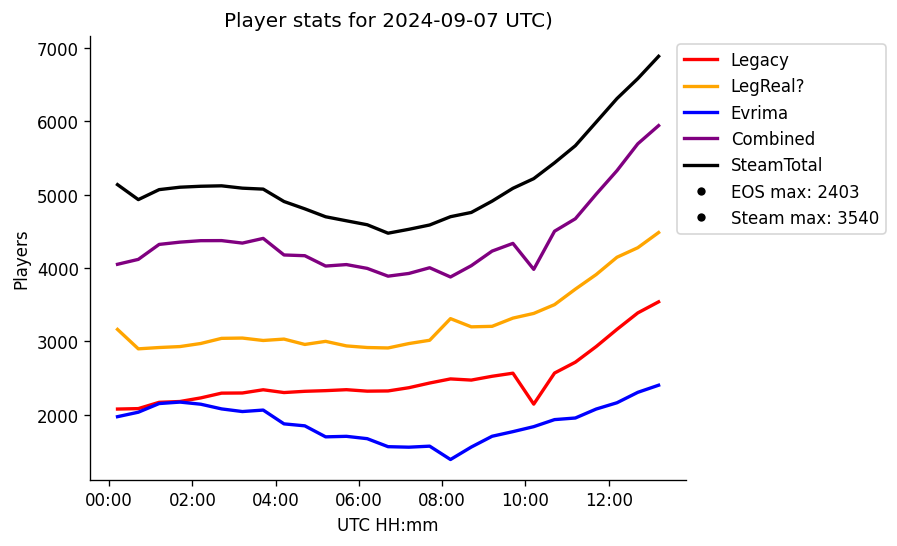 Player stats for 2024-09-07 UTC)
7000
6000
5000
4000
3000
2000
Players
00:00
02:00
04:00
06:00
08:00
10:00
12:00
UTC HH:mm
Legacy
LegReal?
Evrima
Combined
SteamTotal
EOS max: 2403
Steam max: 3540